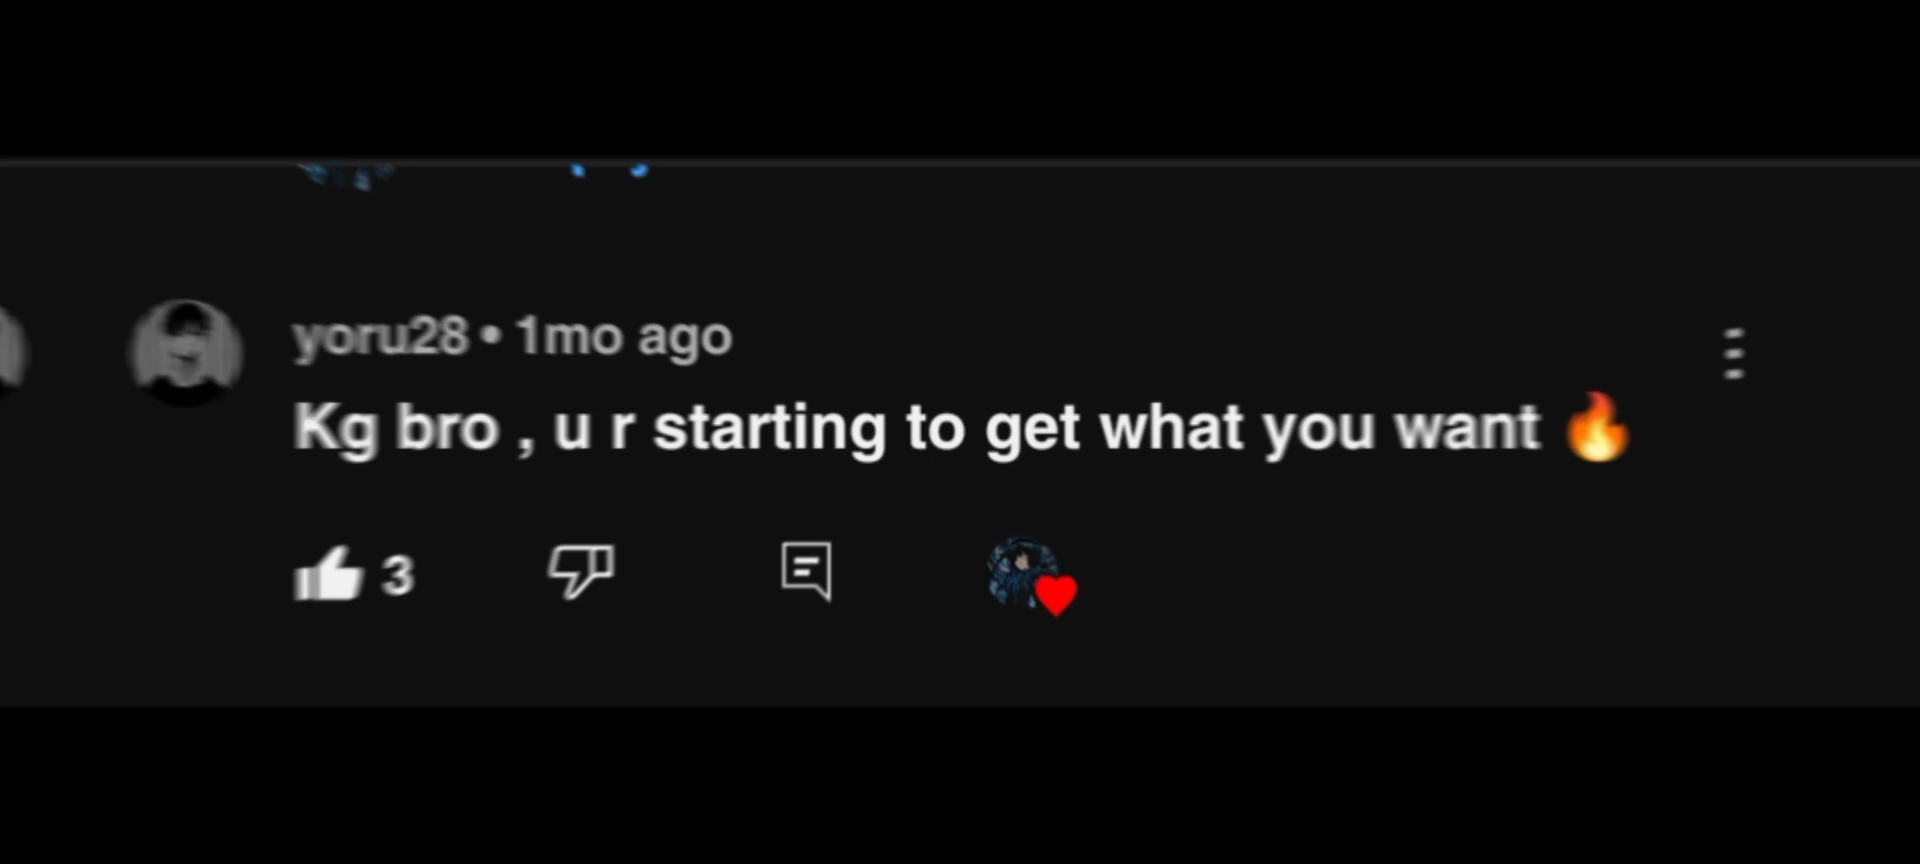 yoru28 • 1mo ago
Kg bro , u r starting to get what you want 🔥
3